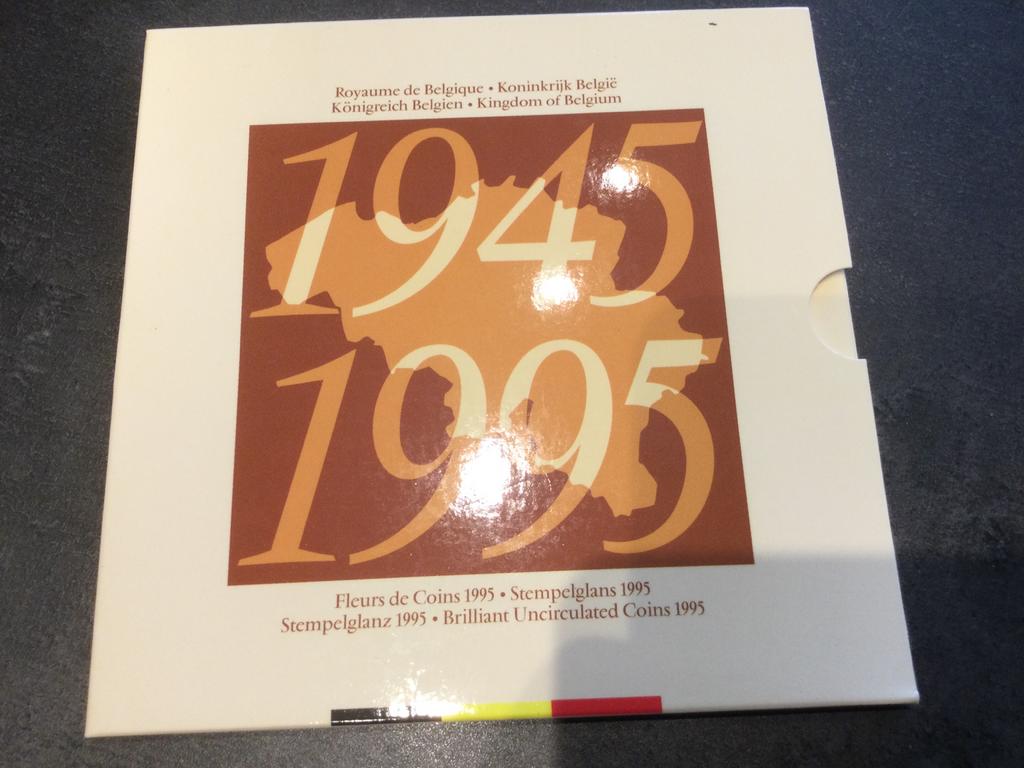 Royaume de Belgique • Koninkrijk België
Königreich Belgien • Kingdom of Belgium
1945
1995
Fleurs de Coins 1995 • Stempelglans 1995
Stempelglanz 1995 • Brilliant Uncirculated Coins 1995